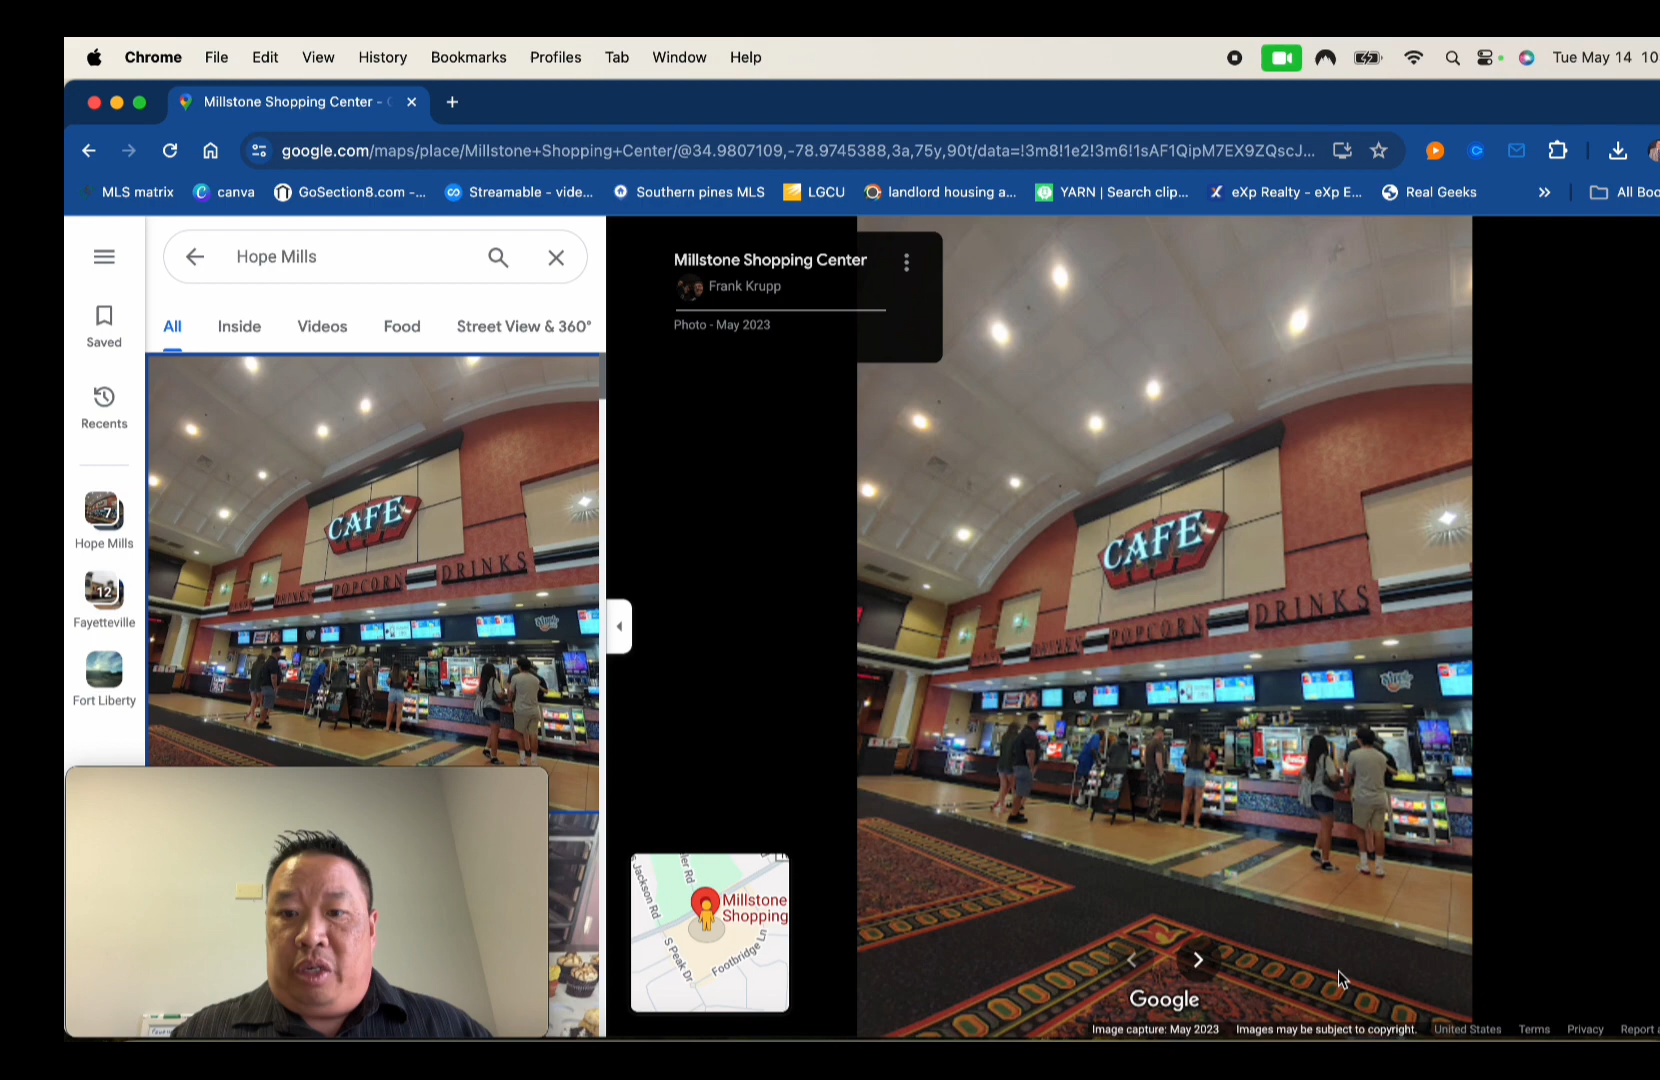 Chrome File Edit View History Bookmarks Profiles Tab Window Help
Tue May 14 10
Millstone Shopping Center -
google.com/maps/place/Millstone+Shopping+Center/@34.9807109,-78.9745388,3a,75y,90t/data=!3m8!1e2!3m6!1sAF1QipM7EX9ZQscJ...
MLS matrix canva GoSection8.com -... Streamable - vide... Southern pines MLS LGCU landlord housing a... YARN | Search clip... eXp Realty - eXp E... Real Geeks » All Boo
Hope Mills
All Inside Videos Food Street View & 360°
Saved
Recents
7
Hope Mills
12
Fayetteville
Fort Liberty
CAFE
POPCORN DRINKS
Millstone Shopping Center
Frank Krupp
Photo - May 2023
CAFE
DRINKS POPCORN DRINKS
Millstone
Shopping
Jackson Rd
ler Rd
S Peak Dr
Footbridge Ln
Google
Image capture: May 2023 Images may be subject to copyright. United States Terms Privacy Report a